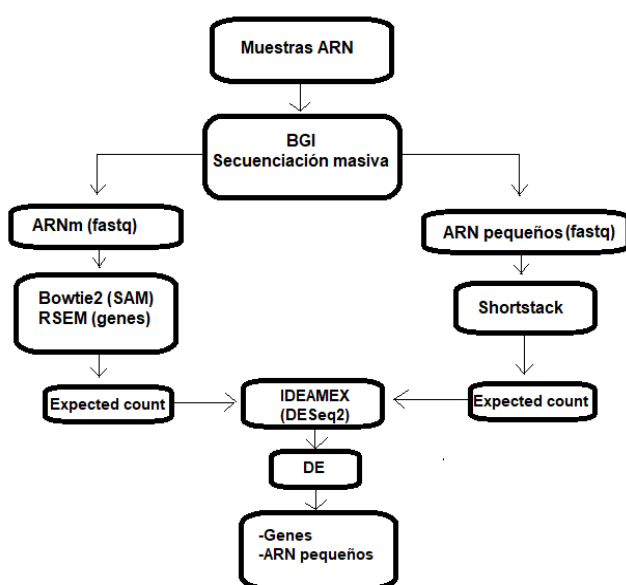 Muestras ARN
BGI
Secuenciación masiva
ARNm (fastq)
ARN pequeños (fastq)
Bowtie2 (SAM)
RSEM (genes)
Shortstack
Expected count
IDEAMEX
(DESeq2)
Expected count
DE
-Genes
-ARN pequeños